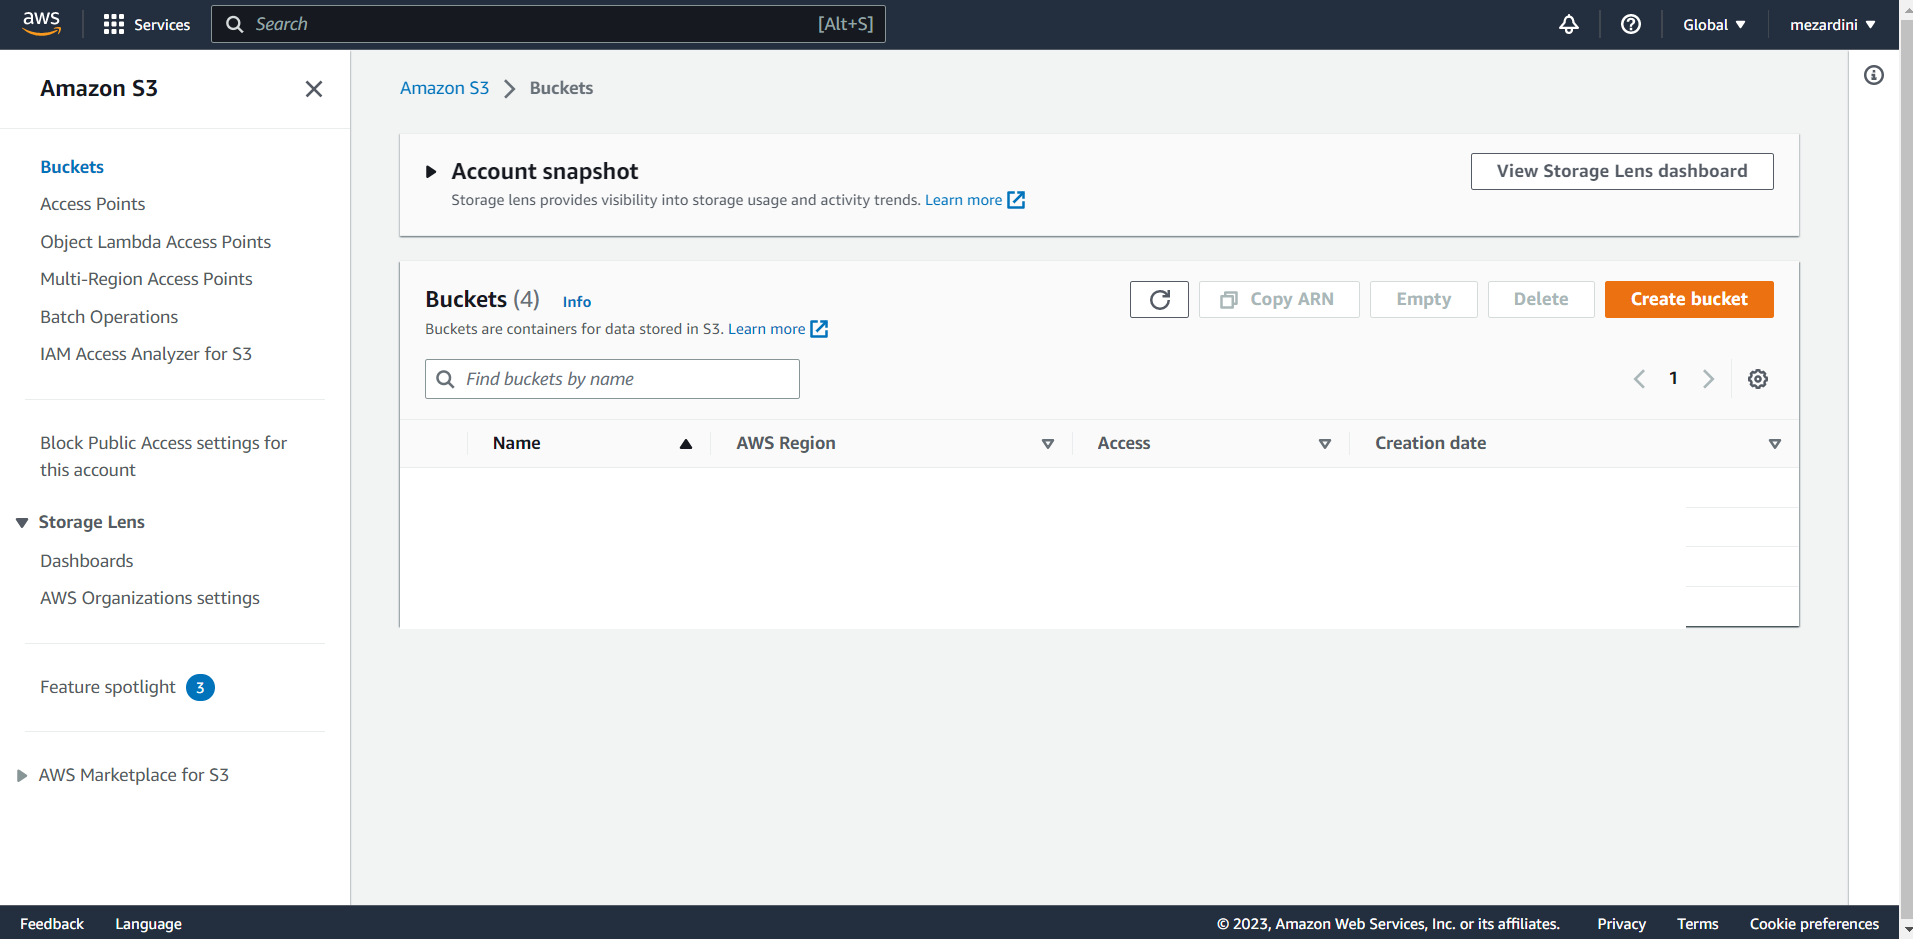 aws
Services
Search [Alt+S]
Global
mezardini
Amazon S3
Buckets
Access Points
Object Lambda Access Points
Multi-Region Access Points
Batch Operations
IAM Access Analyzer for S3
Block Public Access settings for
this account
Storage Lens
Dashboards
AWS Organizations settings
Feature spotlight 3
AWS Marketplace for S3
Amazon S3 Buckets
Account snapshot
Storage lens provides visibility into storage usage and activity trends. Learn more
View Storage Lens dashboard
Buckets (4) Info
Buckets are containers for data stored in S3. Learn more
Copy ARN
Empty
Delete
Create bucket
Find buckets by name
1
Name AWS Region Access Creation date
Feedback Language
© 2023, Amazon Web Services, Inc. or its affiliates. Privacy Terms Cookie preferences